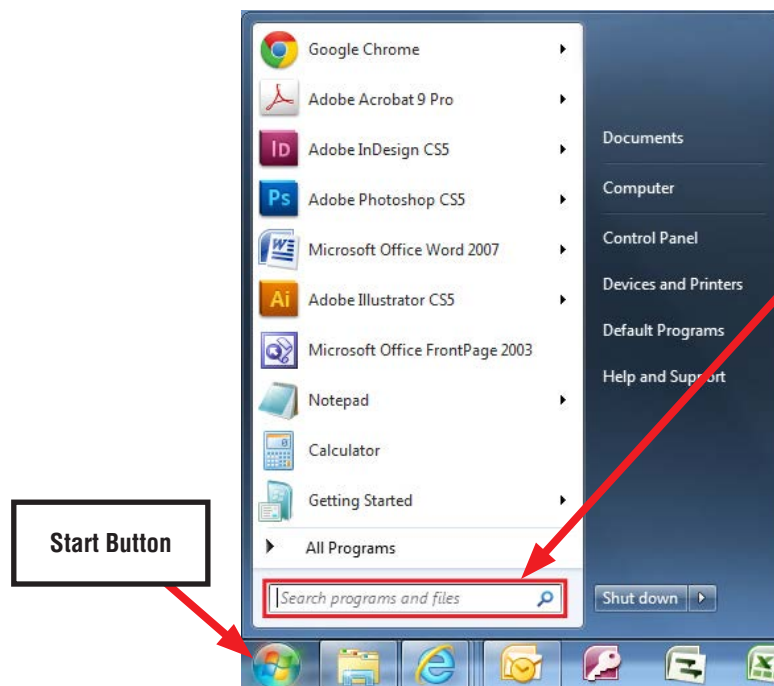 Google Chrome
Adobe Acrobat 9 Pro
ID
Adobe InDesign CS5
Ps
Adobe Photoshop CS5
W
Microsoft Office Word 2007
Ai
Adobe Illustrator CS5
Microsoft Office FrontPage 2003
Notepad
0
Calculator
Getting Started
All Programs
Search programs and files
Documents
Computer
Control Panel
Devices and Printers
Default Programs
Help and Support
Shut down
Start Button